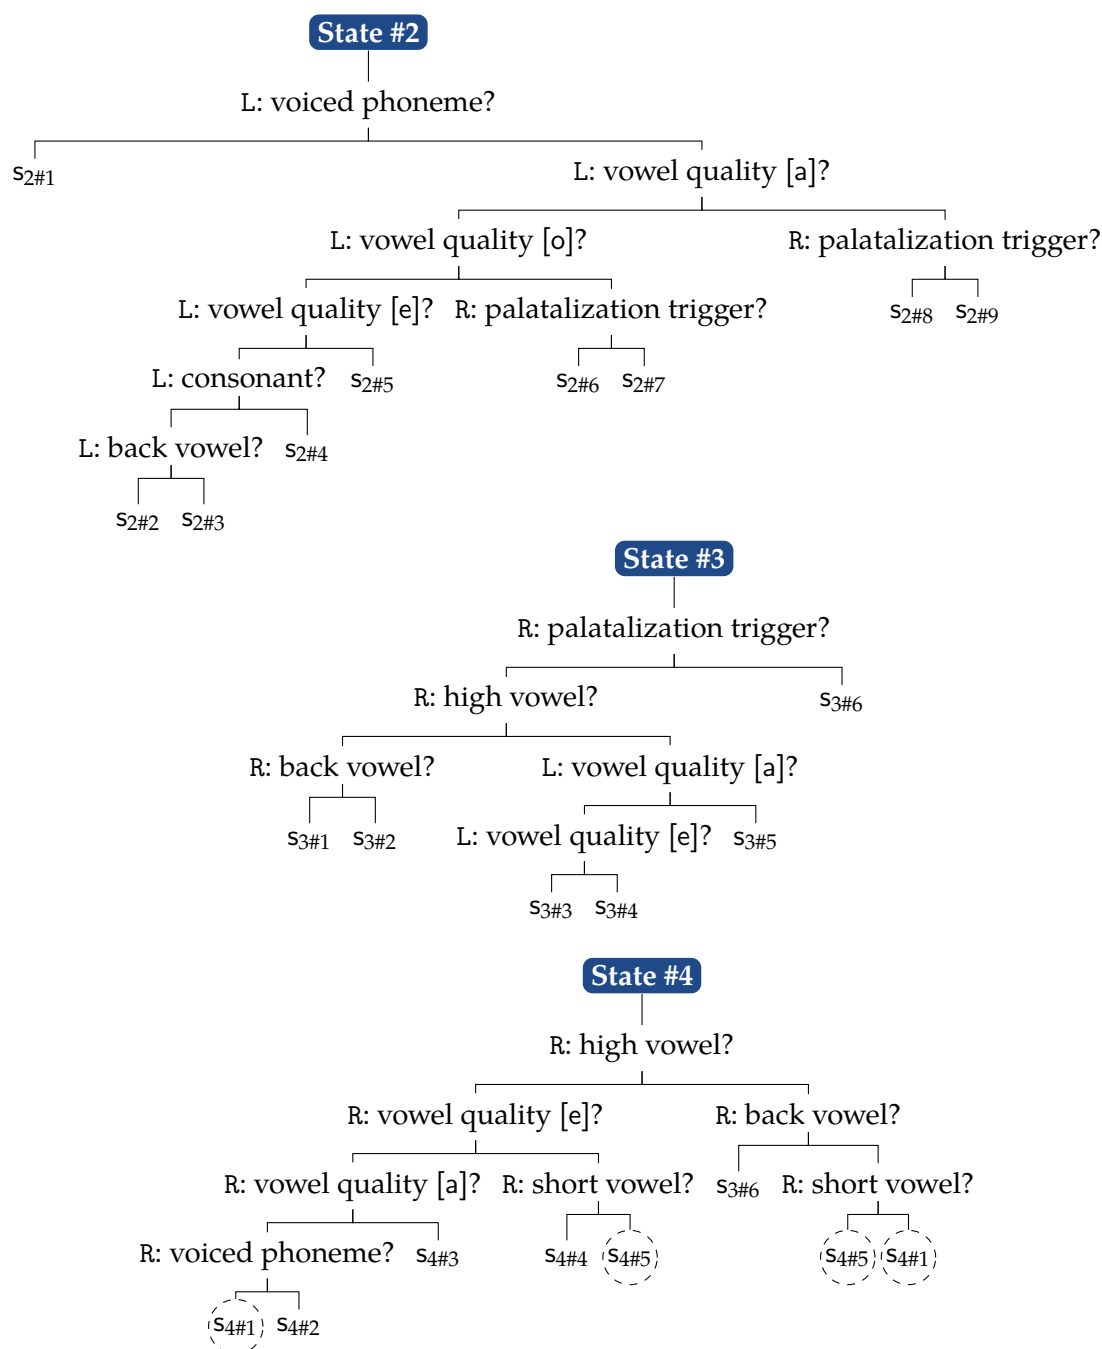 State #2
L: voiced phoneme?
s2#1
L: vowel quality [a]?
L: vowel quality [o]?
R: palatalization trigger?
L: vowel quality [e]?
R: palatalization trigger?
s2#8
s2#9
L: consonant?
s2#5
s2#6
s2#7
L: back vowel?
s2#4
s2#2
s2#3
State #3
R: palatalization trigger?
R: high vowel?
s3#6
R: back vowel?
L: vowel quality [a]?
s3#1
s3#2
L: vowel quality [e]?
s3#5
s3#3
s3#4
State #4
R: high vowel?
R: vowel quality [e]?
R: back vowel?
R: vowel quality [a]?
R: short vowel?
s3#6
R: short vowel?
R: voiced phoneme?
s4#3
s4#4
s4#5
s4#5
s4#1
s4#1
s4#2